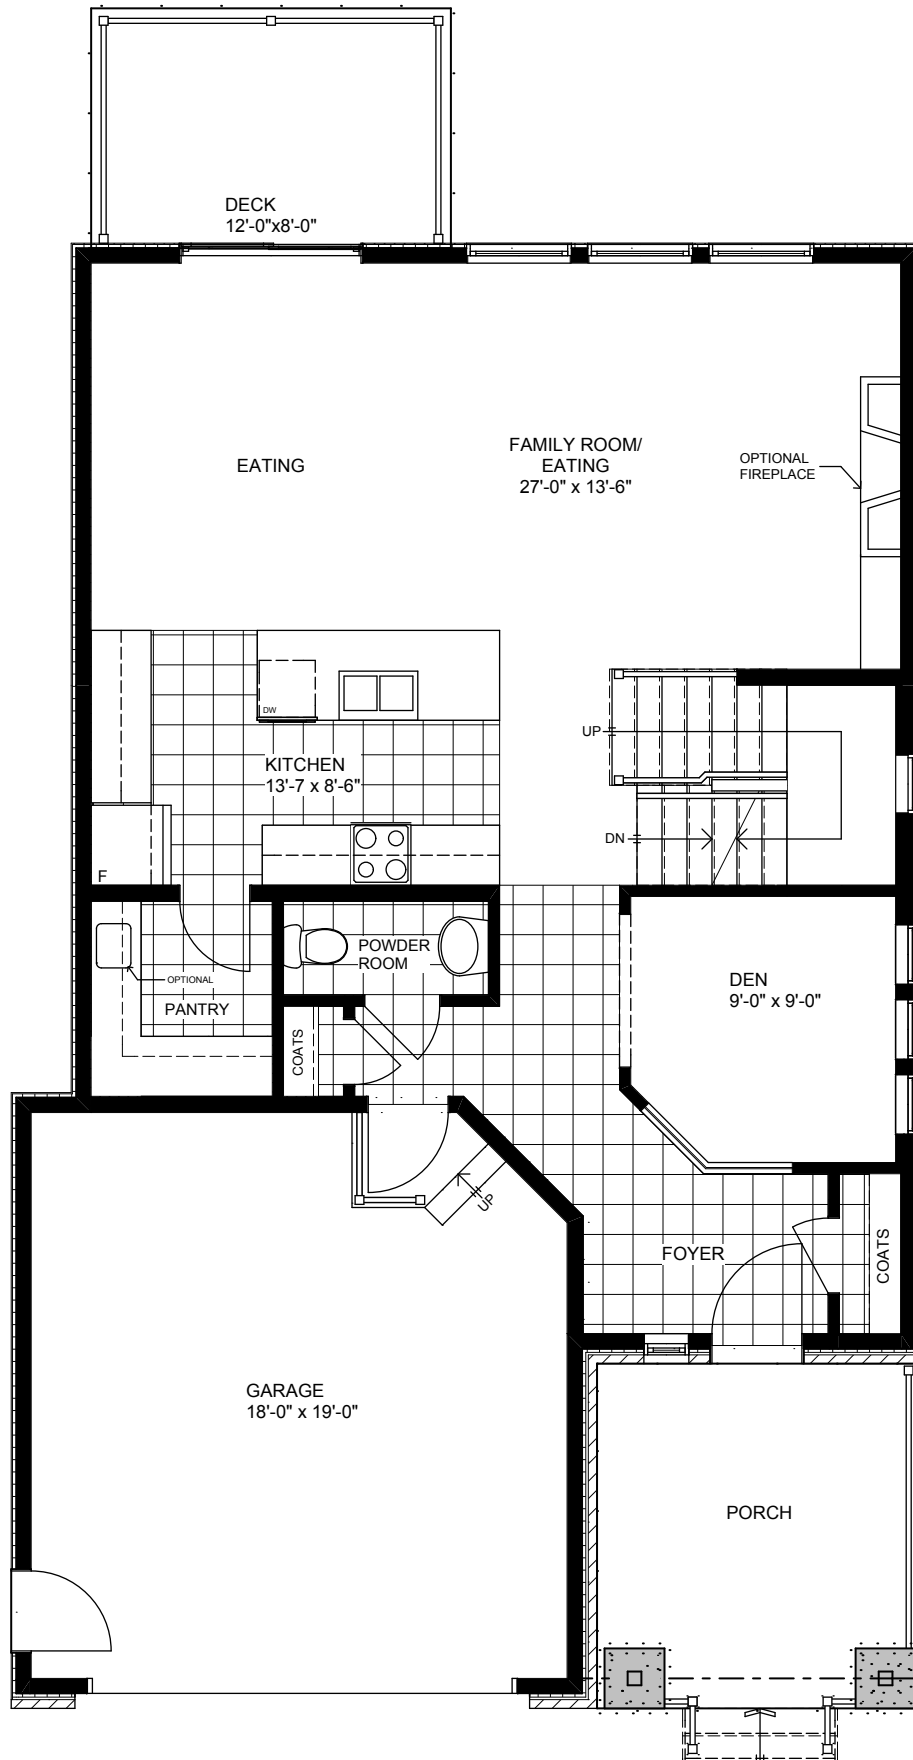 DECK
12'-0"x8'-0"
EATING
FAMILY ROOM/
EATING
27'-0" x 13'-6"
OPTIONAL
FIREPLACE
DW
KITCHEN
13'-7 x 8'-6"
UP
DN
F
POWDER
ROOM
DEN
9'-0" x 9'-0"
OPTIONAL
PANTRY
COATS
UP
FOYER
COATS
GARAGE
18'-0" x 19'-0"
PORCH